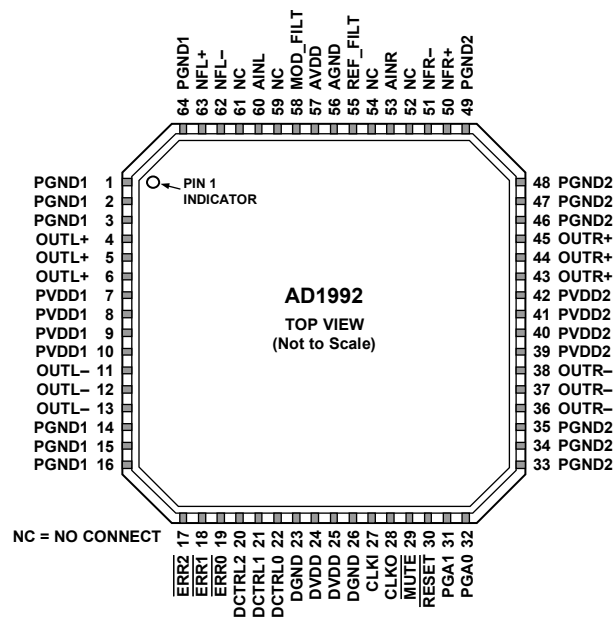 64 PGND1
63 NFL+
62 NFL–
61 NC
60 AINL
59 NC
58 MOD_FILT
57 AVDD
56 AGND
55 REF_FILT
54 NC
53 AINR
52 NC
51 NFR–
50 NFR+
49 PGND2
PGND1 1
PGND1 2
PGND1 3
OUTL+ 4
OUTL+ 5
OUTL+ 6
PVDD1 7
PVDD1 8
PVDD1 9
PVDD1 10
OUTL– 11
OUTL– 12
OUTL– 13
PGND1 14
PGND1 15
PGND1 16
PIN 1
INDICATOR
AD1992
TOP VIEW
(Not to Scale)
48 PGND2
47 PGND2
46 PGND2
45 OUTR+
44 OUTR+
43 OUTR+
42 PVDD2
41 PVDD2
40 PVDD2
39 PVDD2
38 OUTR–
37 OUTR–
36 OUTR–
35 PGND2
34 PGND2
33 PGND2
NC = NO CONNECT
ERR2 17
ERR1 18
ERR0 19
DCTRL2 20
DCTRL1 21
DCTRL0 22
DGND 23
DVDD 24
DVDD 25
DGND 26
CLKI 27
CLKO 28
MUTE 29
RESET 30
PGA1 31
PGA0 32